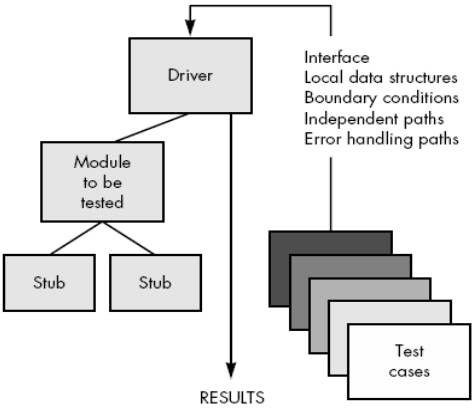 Driver
Interface
Local data structures
Boundary conditions
Independent paths
Error handling paths
Module
to be
tested
Stub
Stub
Test
cases
RESULTS